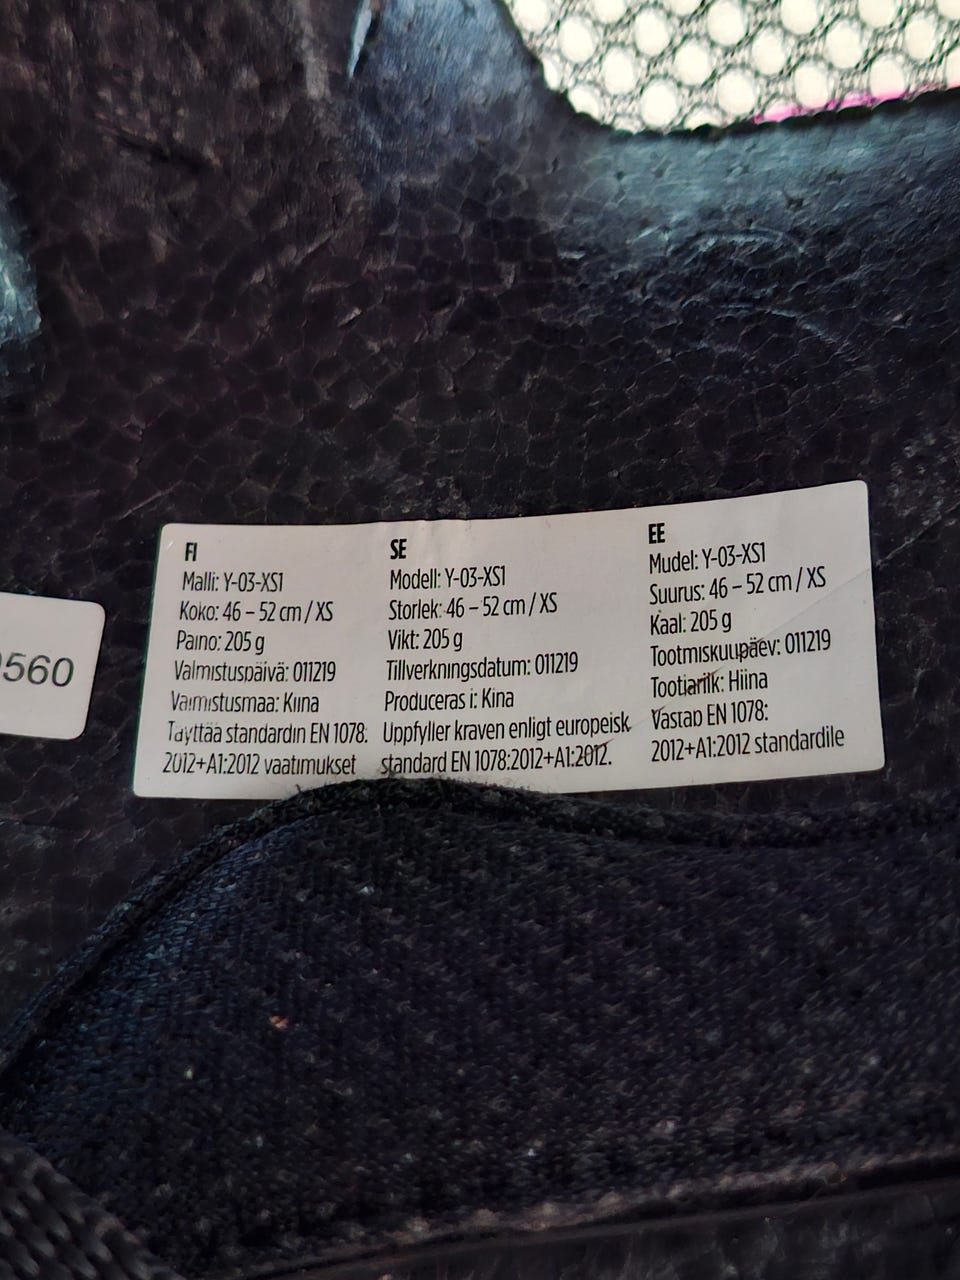 9560
FI
Malli: Y-03-XS1
Koko: 46 – 52 cm / XS
Paino: 205 g
Valmistuspäivä: 011219
Valmistusmaa: Kiina
Täyttää standardin EN 1078:
2012+A1:2012 vaatimukset
SE
Modell: Y-03-XS1
Storlek: 46 – 52 cm / XS
Vikt: 205 g
Tillverkningsdatum: 011219
Produceras i: Kina
Uppfyller kraven enligt europeisk
standard EN 1078:2012+A1:2012.
EE
Mudel: Y-03-XS1
Suurus: 46 – 52 cm / XS
Kaal: 205 g
Tootmiskuupäev: 011219
Tootjariik: Hiina
Vastab EN 1078:
2012+A1:2012 standardile